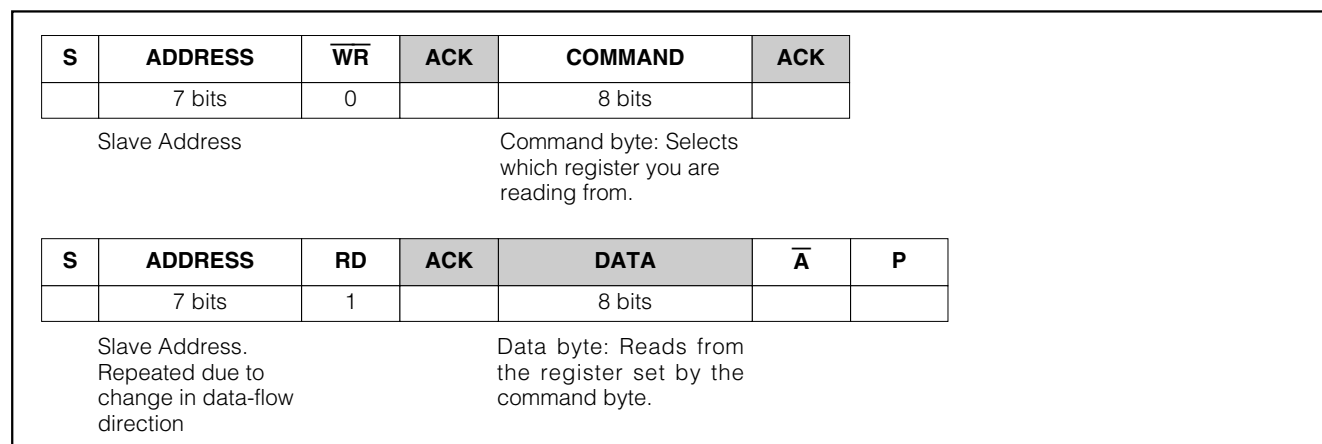 S ADDRESS W̅R̅ ACK COMMAND ACK
7 bits 0 8 bits
Slave Address
Command byte: Selects
which register you are
reading from.
S ADDRESS RD ACK DATA A̅ P
7 bits 1 8 bits
Slave Address.
Repeated due to
change in data-flow
direction
Data byte: Reads from
the register set by the
command byte.